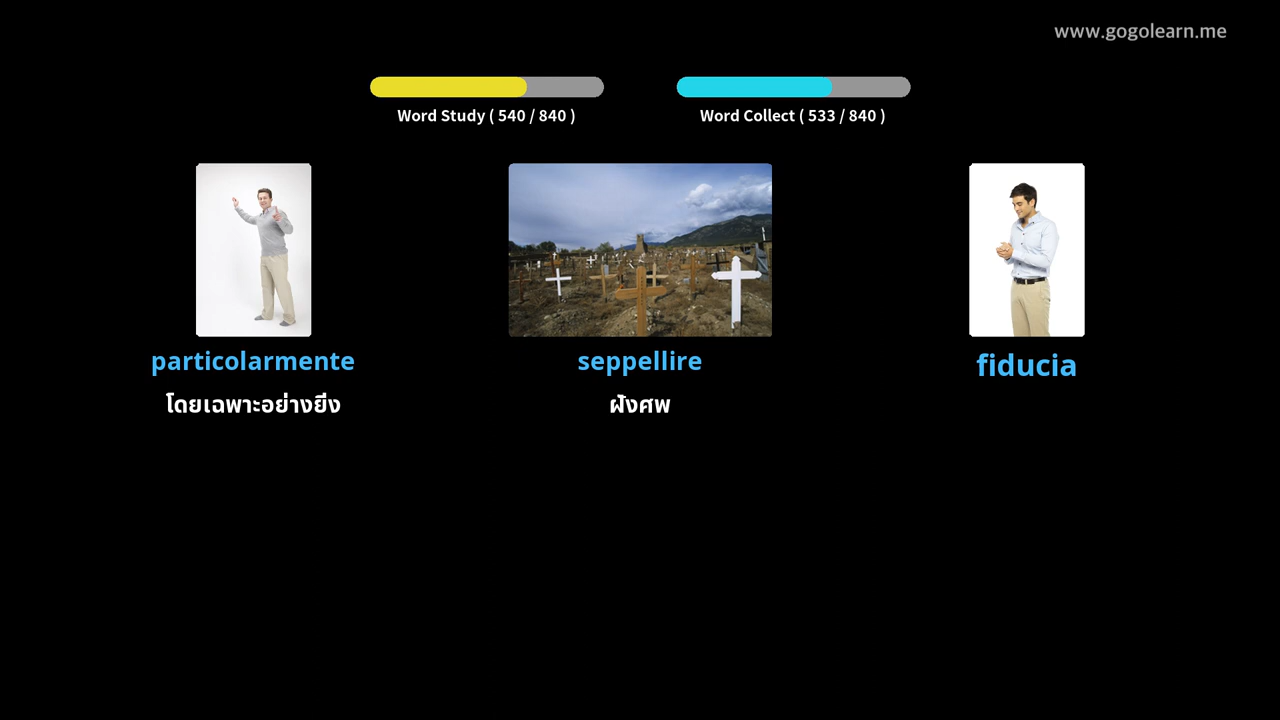 www.gogolearn.me
Word Study ( 540 / 840 )
Word Collect ( 533 / 840 )
particolarmente
seppellire
fiducia
โดยเฉพาะอย่างยิ่ง
ฝังศพ